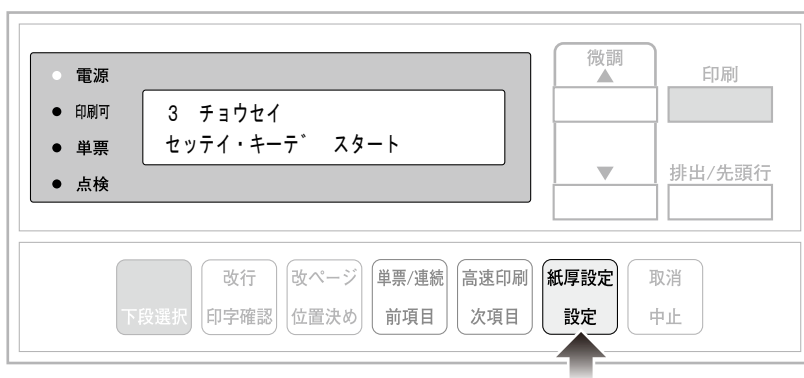 電源
印刷可
単票
点検
3 チョウセイ
セッテイ・キーデ゛ スタート
微調
印刷
排出/先頭行
下段選択
改行
印字確認
改ページ
位置決め
単票/連続
前項目
高速印刷
次項目
紙厚設定
設定
取消
中止